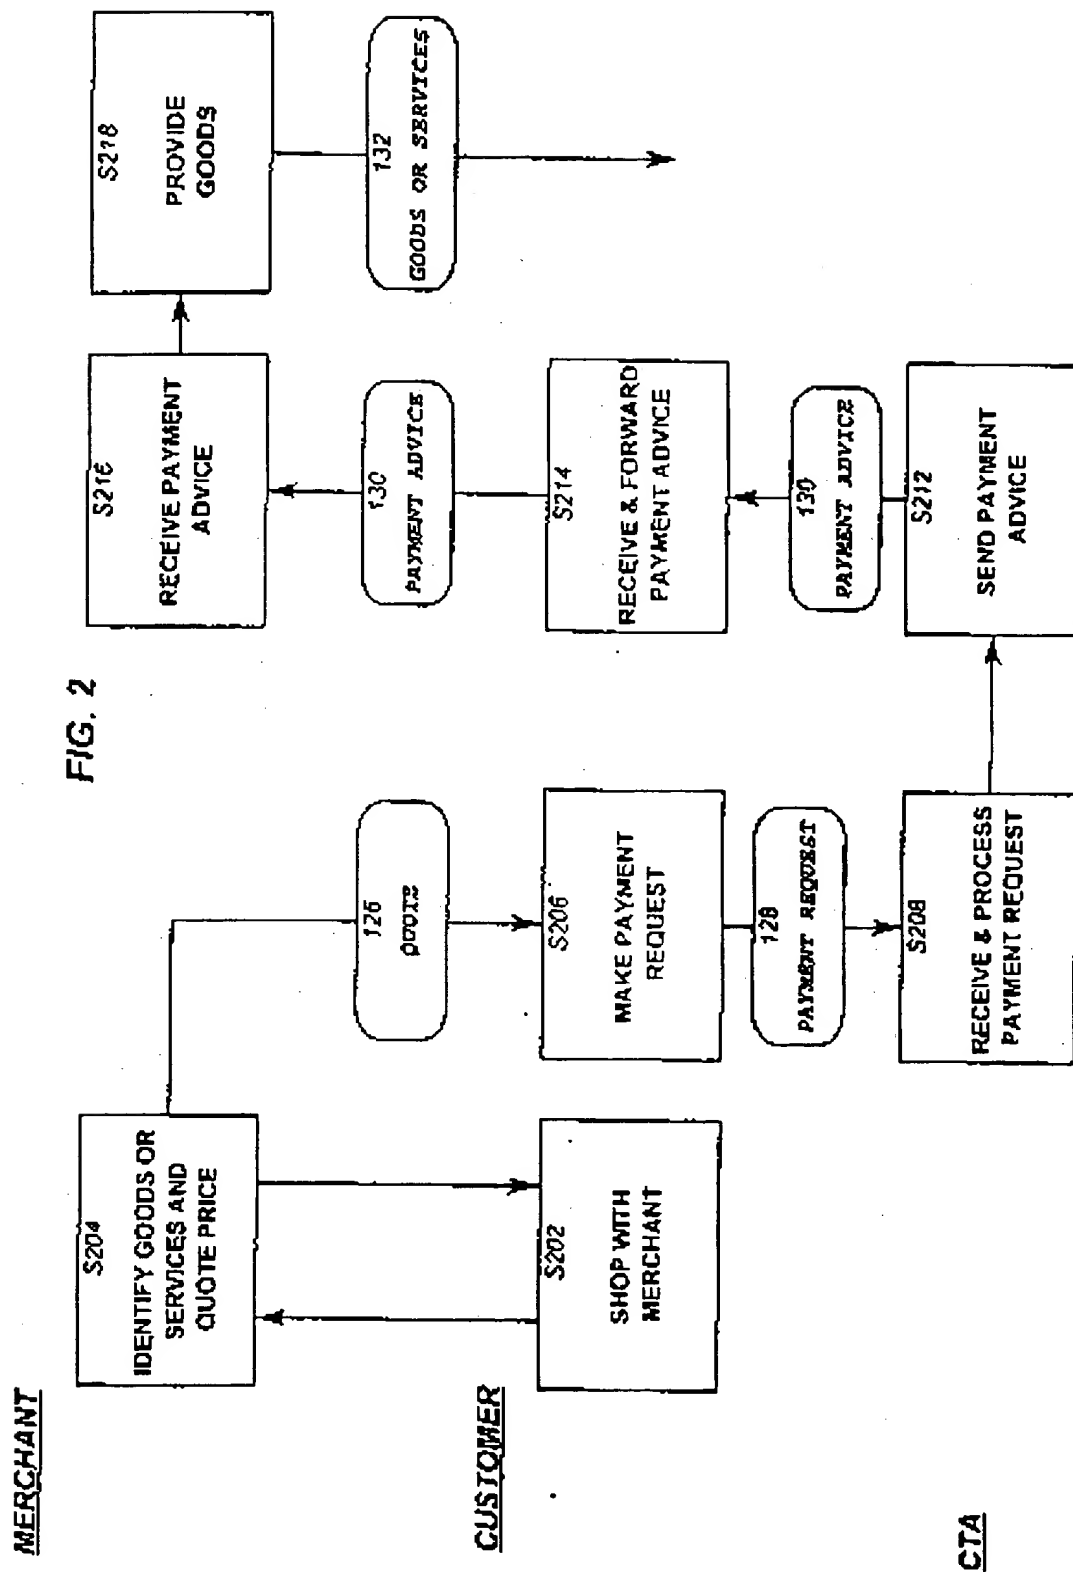 FIG. 2
MERCHANT
S204
IDENTIFY GOODS OR
SERVICES AND
QUOTE PRICE
S216
RECEIVE PAYMENT
ADVICE
S218
PROVIDE
GOODS
126
QUOTE
130
PAYMENT ADVICE
132
GOODS OR SERVICES
CUSTOMER
S202
SHOP WITH
MERCHANT
S206
MAKE PAYMENT
REQUEST
S214
RECEIVE & FORWARD
PAYMENT ADVICE
128
PAYMENT REQUEST
130
PAYMENT ADVICE
CTA
S208
RECEIVE & PROCESS
PAYMENT REQUEST
S212
SEND PAYMENT
ADVICE